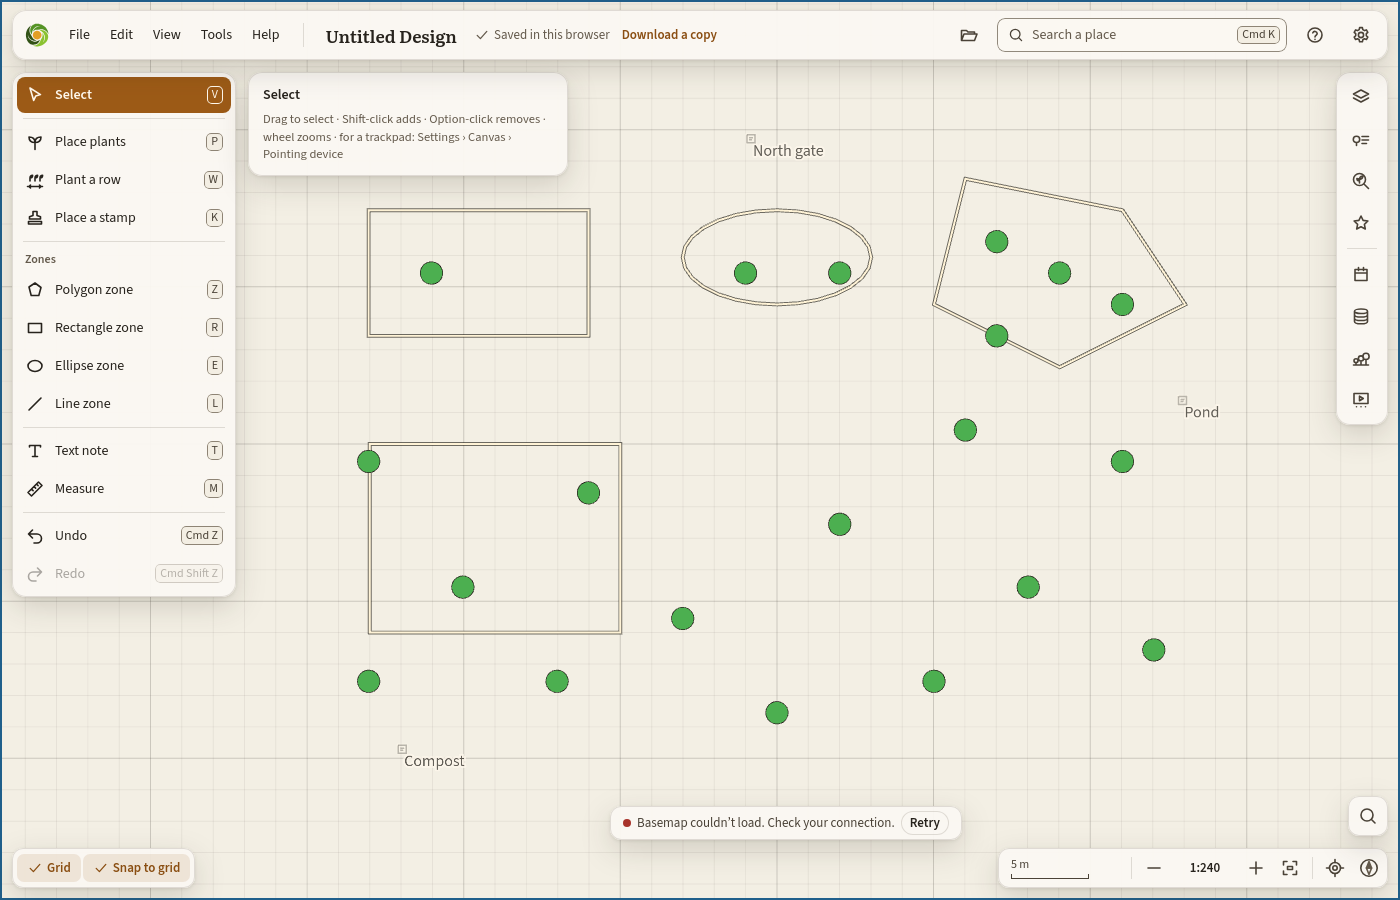 File Edit View Tools Help
Untitled Design
Saved in this browser
Download a copy
Search a place
Cmd K
Select V
Place plants P
Plant a row W
Place a stamp K
Zones
Polygon zone Z
Rectangle zone R
Ellipse zone E
Line zone L
Text note T
Measure M
Undo Cmd Z
Redo Cmd Shift Z
Select
Drag to select · Shift-click adds · Option-click removes ·
wheel zooms · for a trackpad: Settings › Canvas ›
Pointing device
North gate
Pond
Compost
Basemap couldn’t load. Check your connection. Retry
Grid
Snap to grid
5 m
1:240